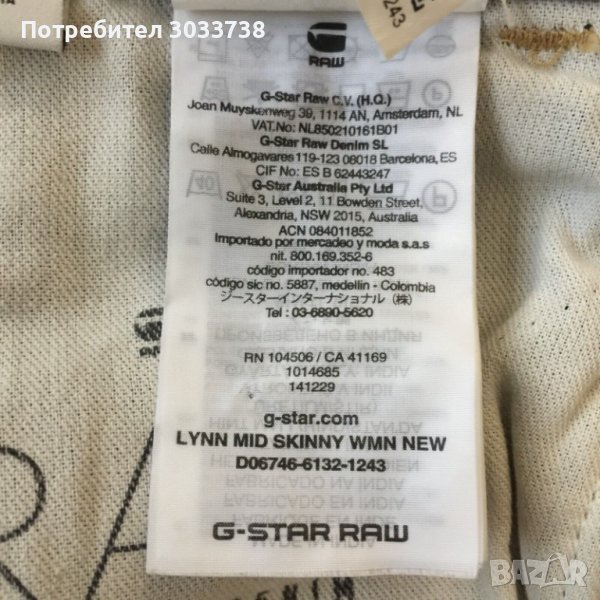 Потребител 3033738
RAW
G-Star Raw C.V. (H.Q.)
Joan Muyskenweg 39, 1114 AN, Amsterdam, NL
VAT.No: NL850210161B01
G-Star Raw Denim SL
Calle Almogavares 119-123 08018 Barcelona, ES
CIF No: ES B 62443247
G-Star Australia Pty Ltd
Suite 3, Level 2, 11 Bowden Street,
Alexandria, NSW 2015, Australia
ACN 084011852
Importado por mercadeo y moda s.a.s
nit. 800.169.352-6
código importador no. 483
código sic no. 5887, medellin - Colombia
ジースターインターナショナル (株)
Tel : 03-6890-5620
RN 104506 / CA 41169
1014685
141229
g-star.com
LYNN MID SKINNY WMN NEW
D06746-6132-1243
G-STAR RAW
RA
bazar